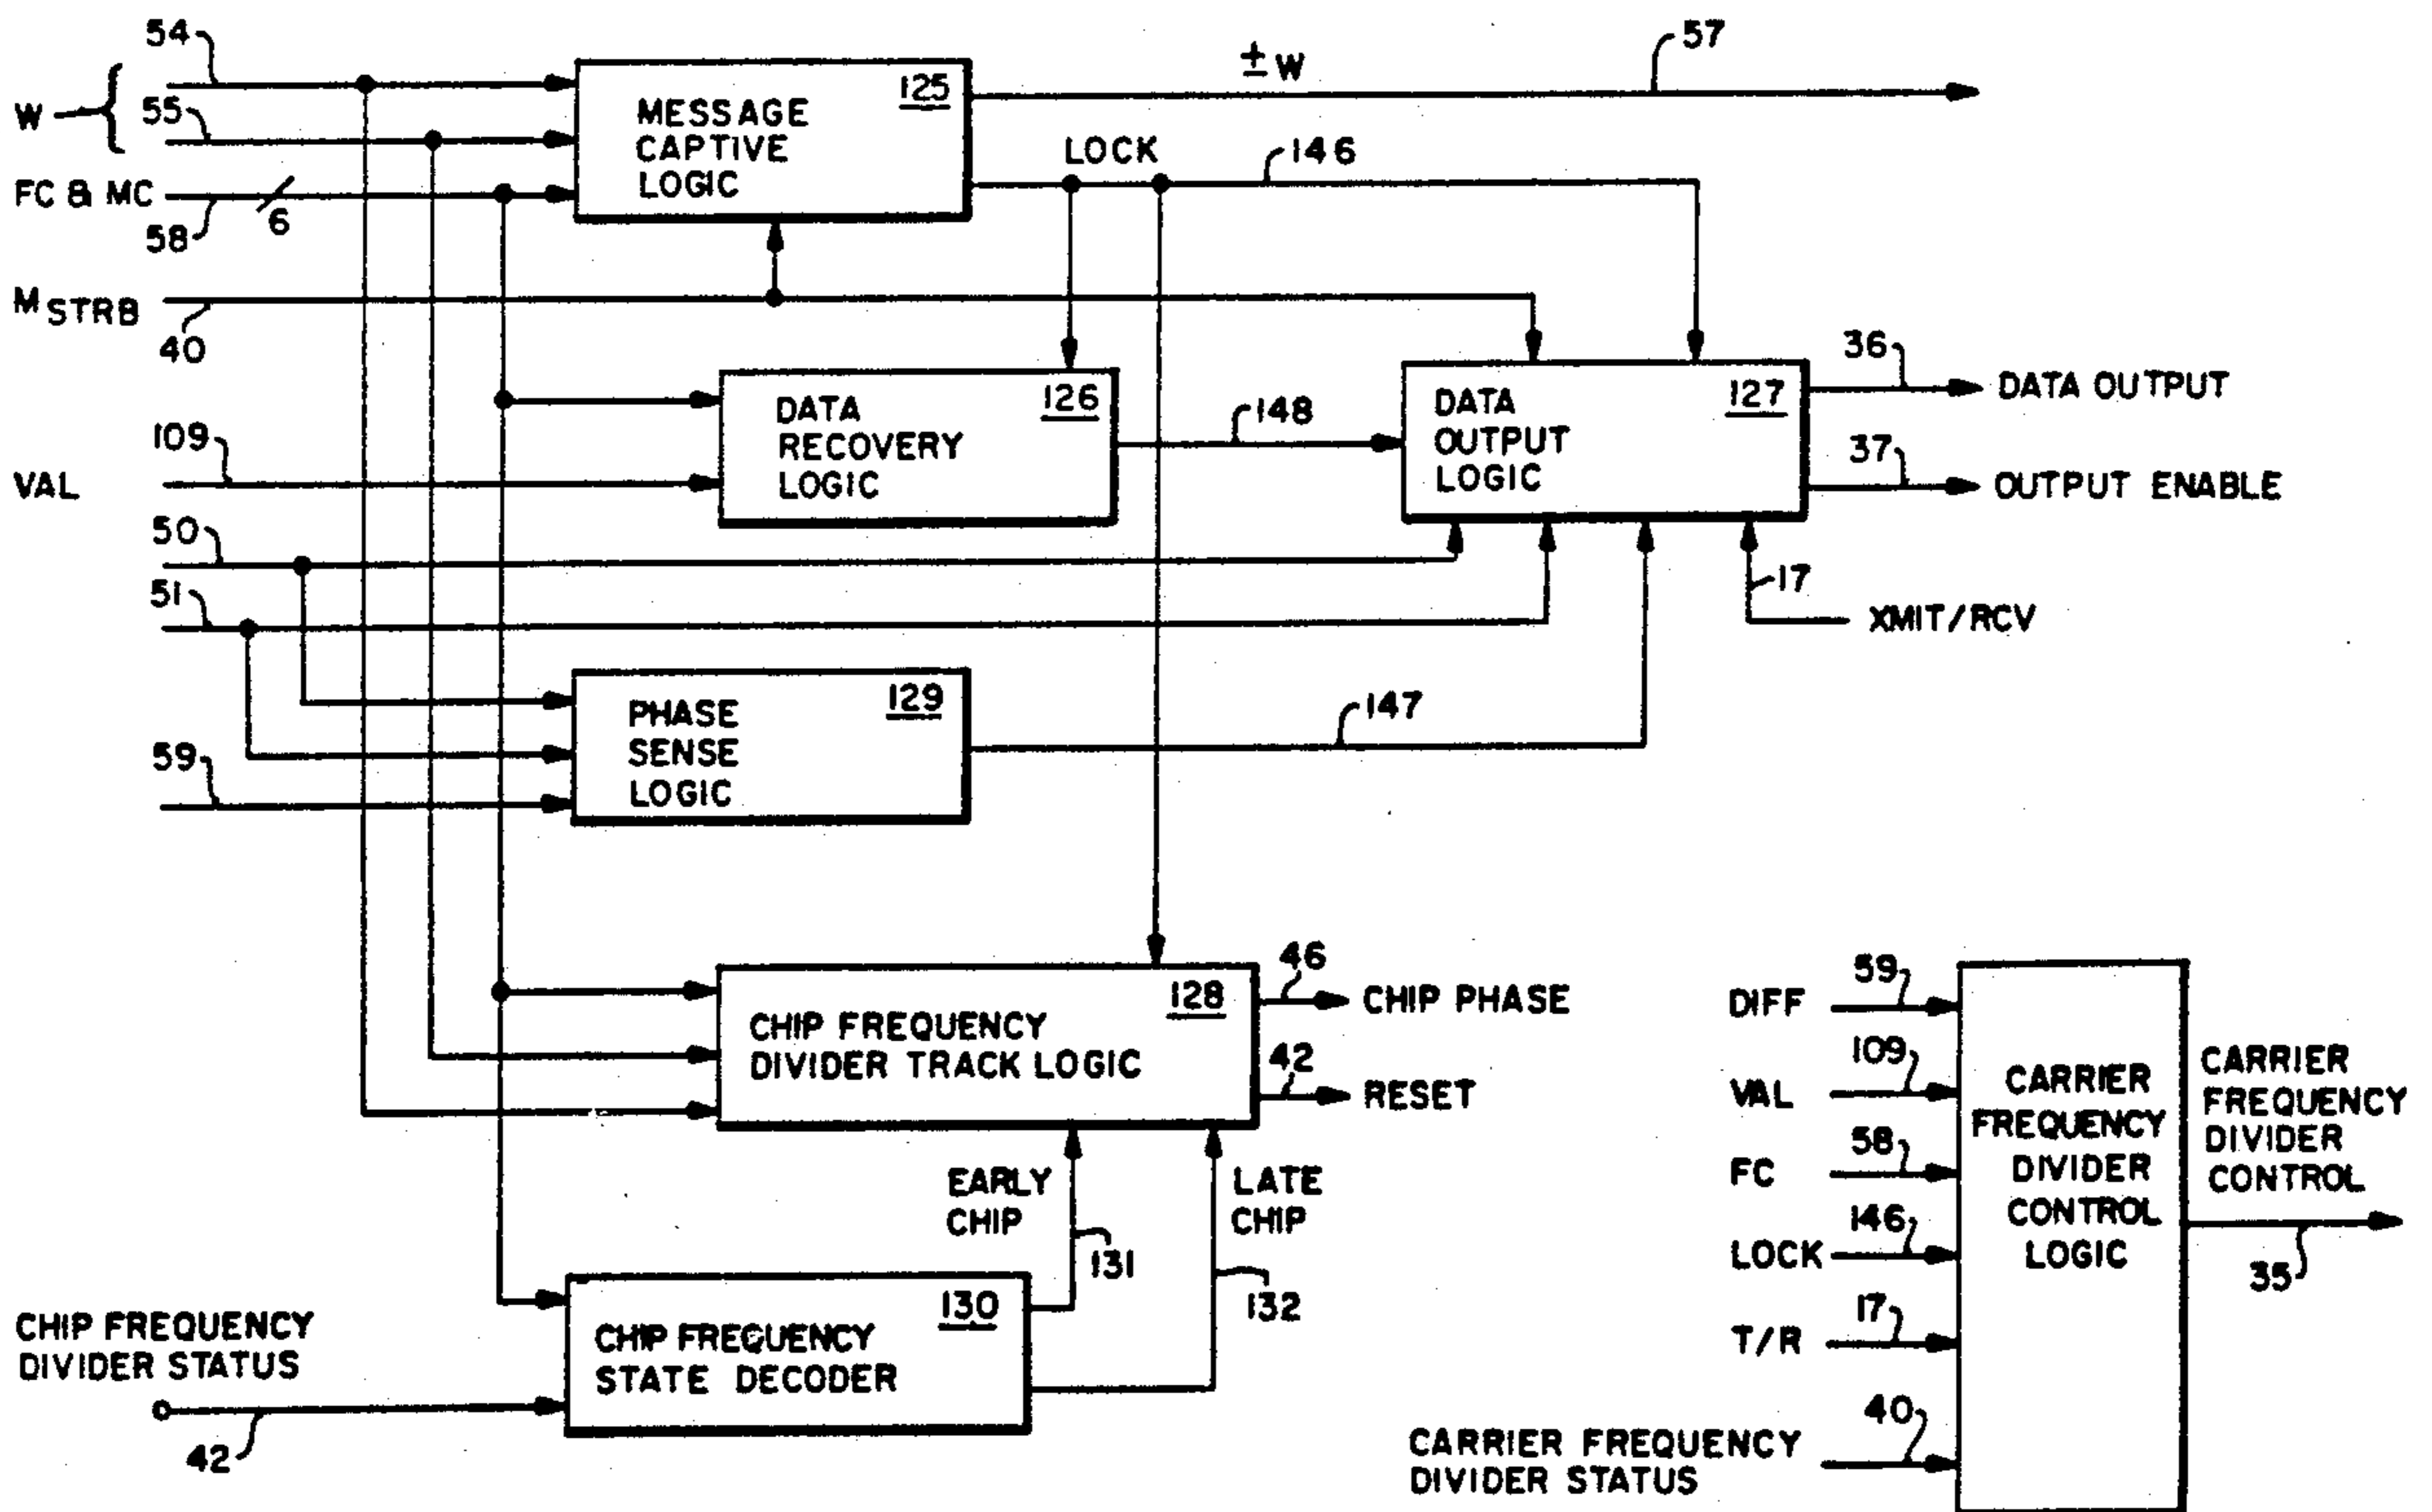 54
W
55
FC & MC
6
58
MESSAGE
CAPTIVE
LOGIC
125
± W
57
LOCK
146
M STRB
40
DATA
RECOVERY
LOGIC
126
148
DATA
OUTPUT
LOGIC
127
36
DATA OUTPUT
37
OUTPUT ENABLE
109
VAL
50
51
17
XMIT/RCV
PHASE
SENSE
LOGIC
129
147
59
CHIP FREQUENCY
DIVIDER TRACK LOGIC
128
46
CHIP PHASE
42
RESET
EARLY
CHIP
131
LATE
CHIP
132
CHIP FREQUENCY
STATE DECODER
130
CHIP FREQUENCY
DIVIDER STATUS
42
DIFF
59
VAL
109
FC
58
LOCK
146
T/R
17
CARRIER FREQUENCY
DIVIDER STATUS
40
CARRIER
FREQUENCY
DIVIDER
CONTROL
LOGIC
CARRIER
FREQUENCY
DIVIDER
CONTROL
35